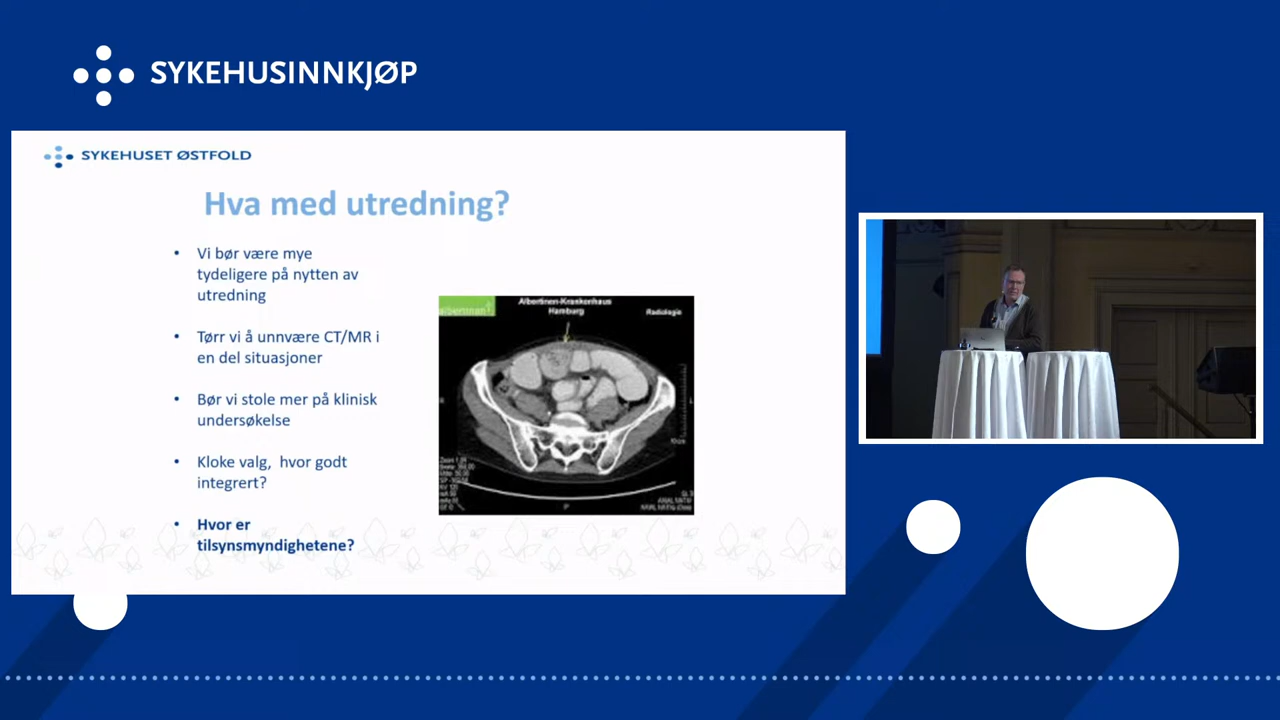 SYKEHUSINNKJØP
SYKEHUSET ØSTFOLD
Hva med utredning?
• Vi bør være mye
tydeligere på nytten av
utredning
• Tørr vi å unnvære CT/MR i
en del situasjoner
• Bør vi stole mer på klinisk
undersøkelse
• Kloke valg, hvor godt
integrert?
• Hvor er
tilsynsmyndighetene?
albertinen
Albertinen-Krankenhaus
Hamburg
Radiologie